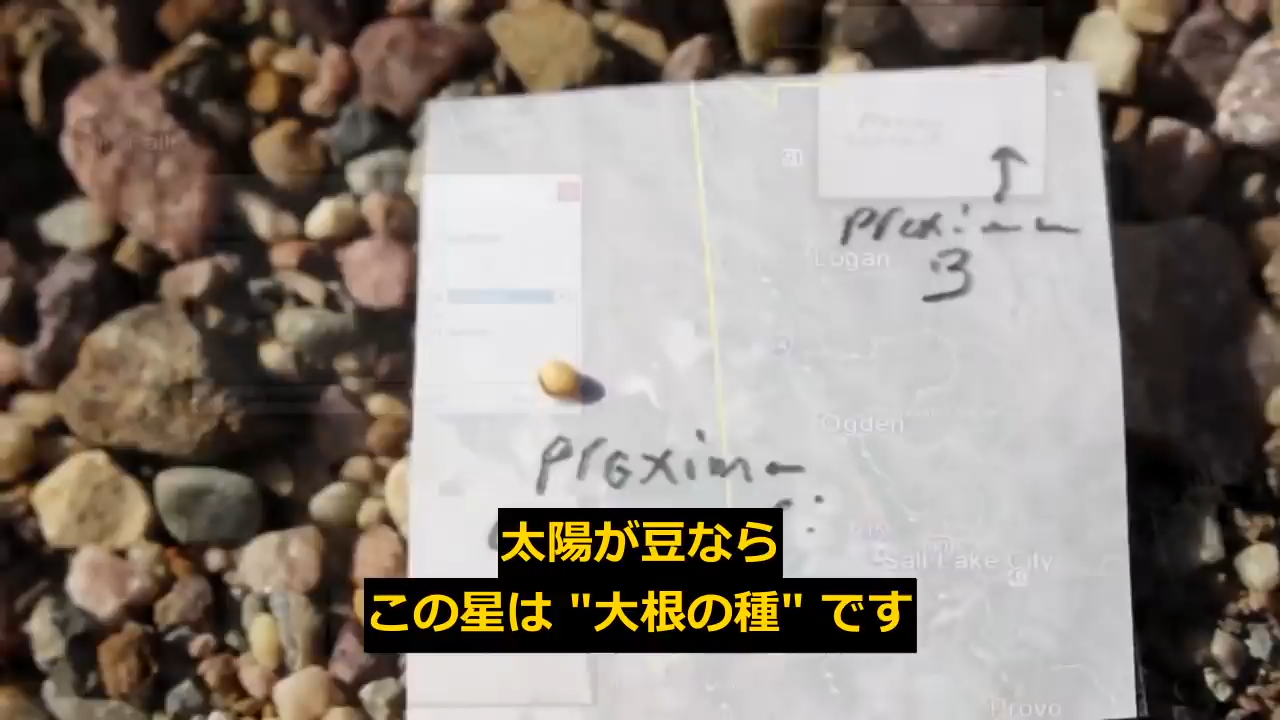 Proxima
B
Logan
Ogden
Proxima
Salt Lake City
Provo
太陽が豆なら
この星は "大根の種" です